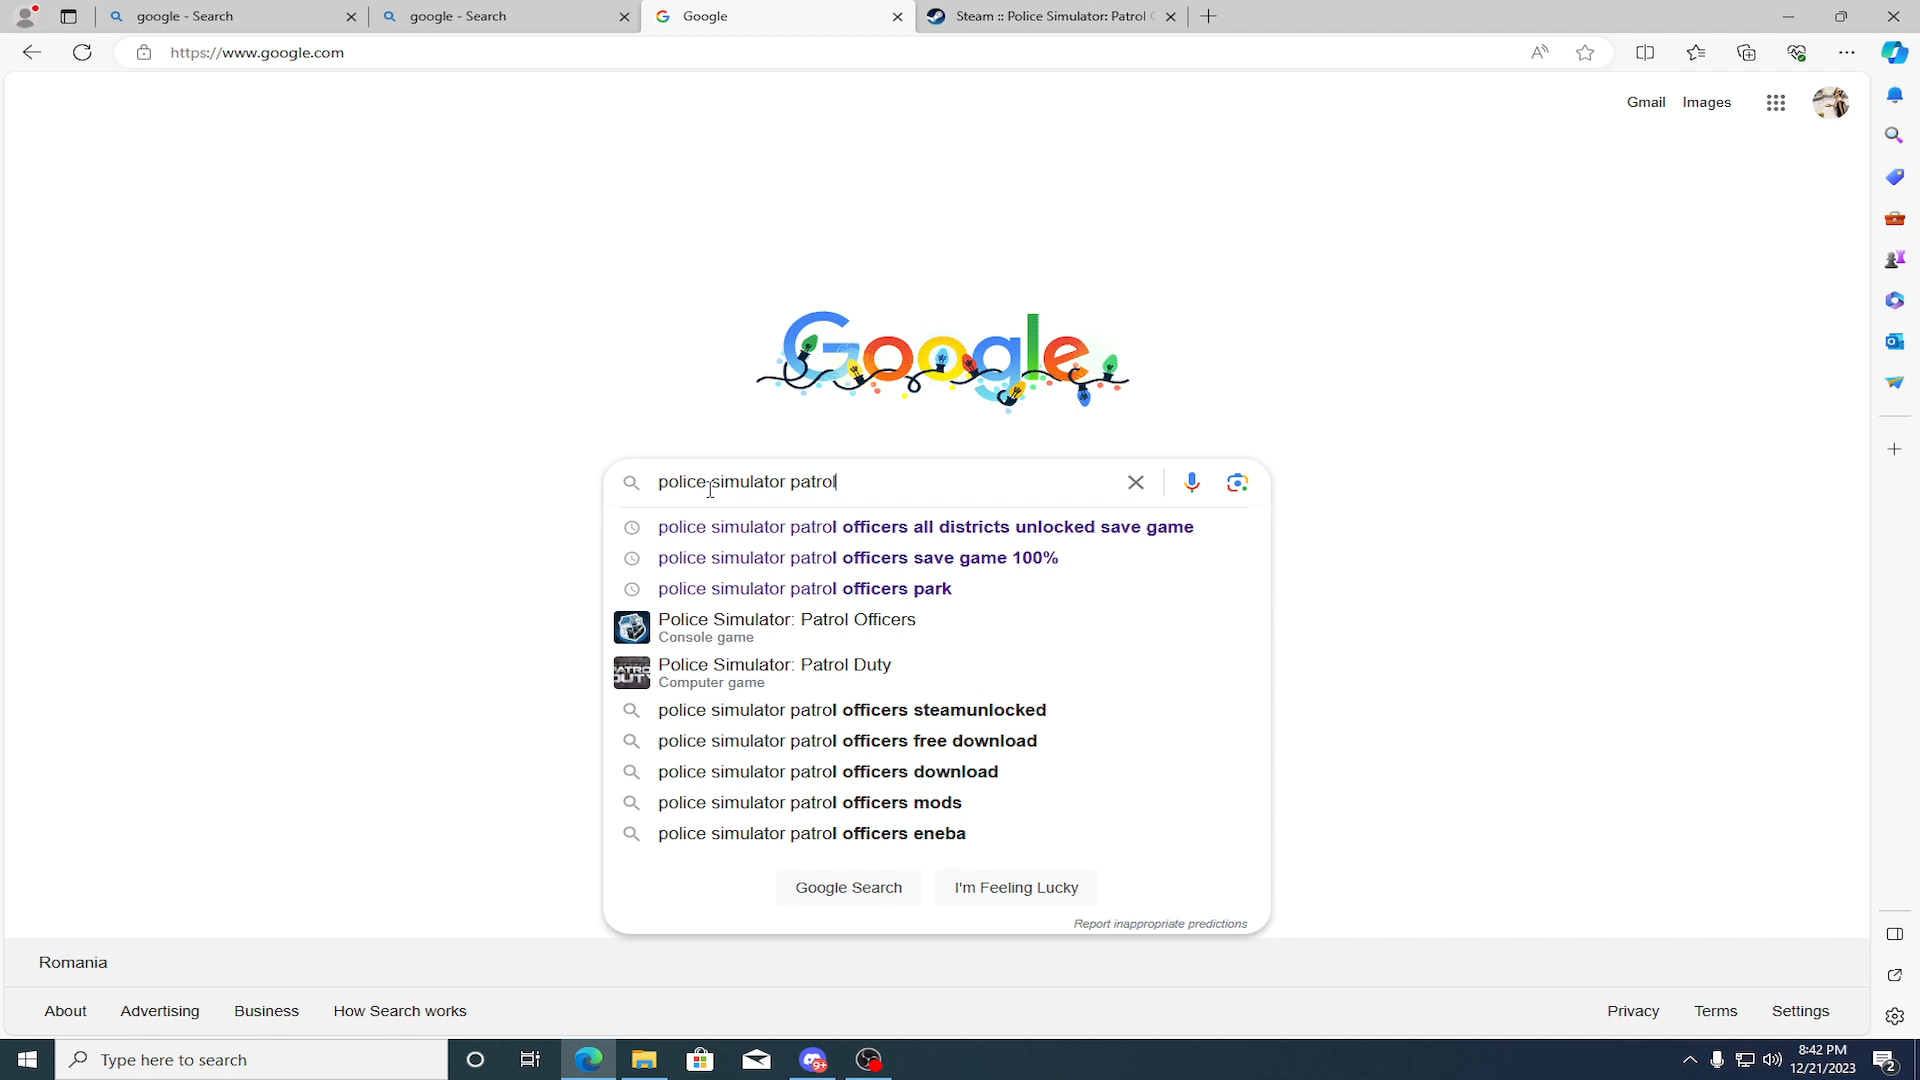 google - Search
google - Search
Google
Steam :: Police Simulator: Patrol
https://www.google.com
Gmail Images
Google
police simulator patrol
police simulator patrol officers all districts unlocked save game
police simulator patrol officers save game 100%
police simulator patrol officers park
Police Simulator: Patrol Officers
Console game
PATROL
DUTY
Police Simulator: Patrol Duty
Computer game
police simulator patrol officers steamunlocked
police simulator patrol officers free download
police simulator patrol officers download
police simulator patrol officers mods
police simulator patrol officers eneba
Google Search I'm Feeling Lucky
Report inappropriate predictions
Romania
About Advertising Business How Search works Privacy Terms Settings
Type here to search
9+
8:42 PM
12/21/2023
2